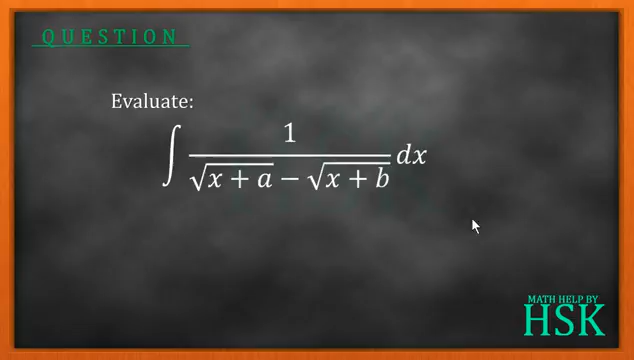 QUESTION
Evaluate:
∫ 1/(√(x + a) − √(x + b)) dx
MATH HELP BY
HSK